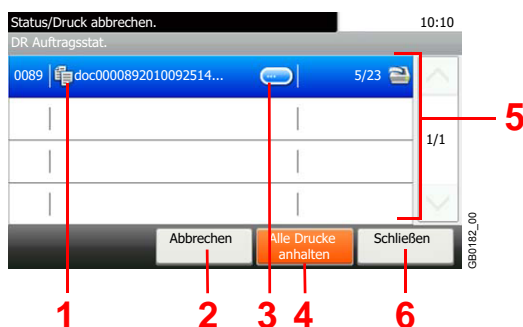 Status/Druck abbrechen. 10:10
DR Auftragsstat.
0089 doc0000892010092514... 5/23
5
1/1
Abbrechen Alle Drucke anhalten Schließen
GB0182_00
1 2 3 4 6